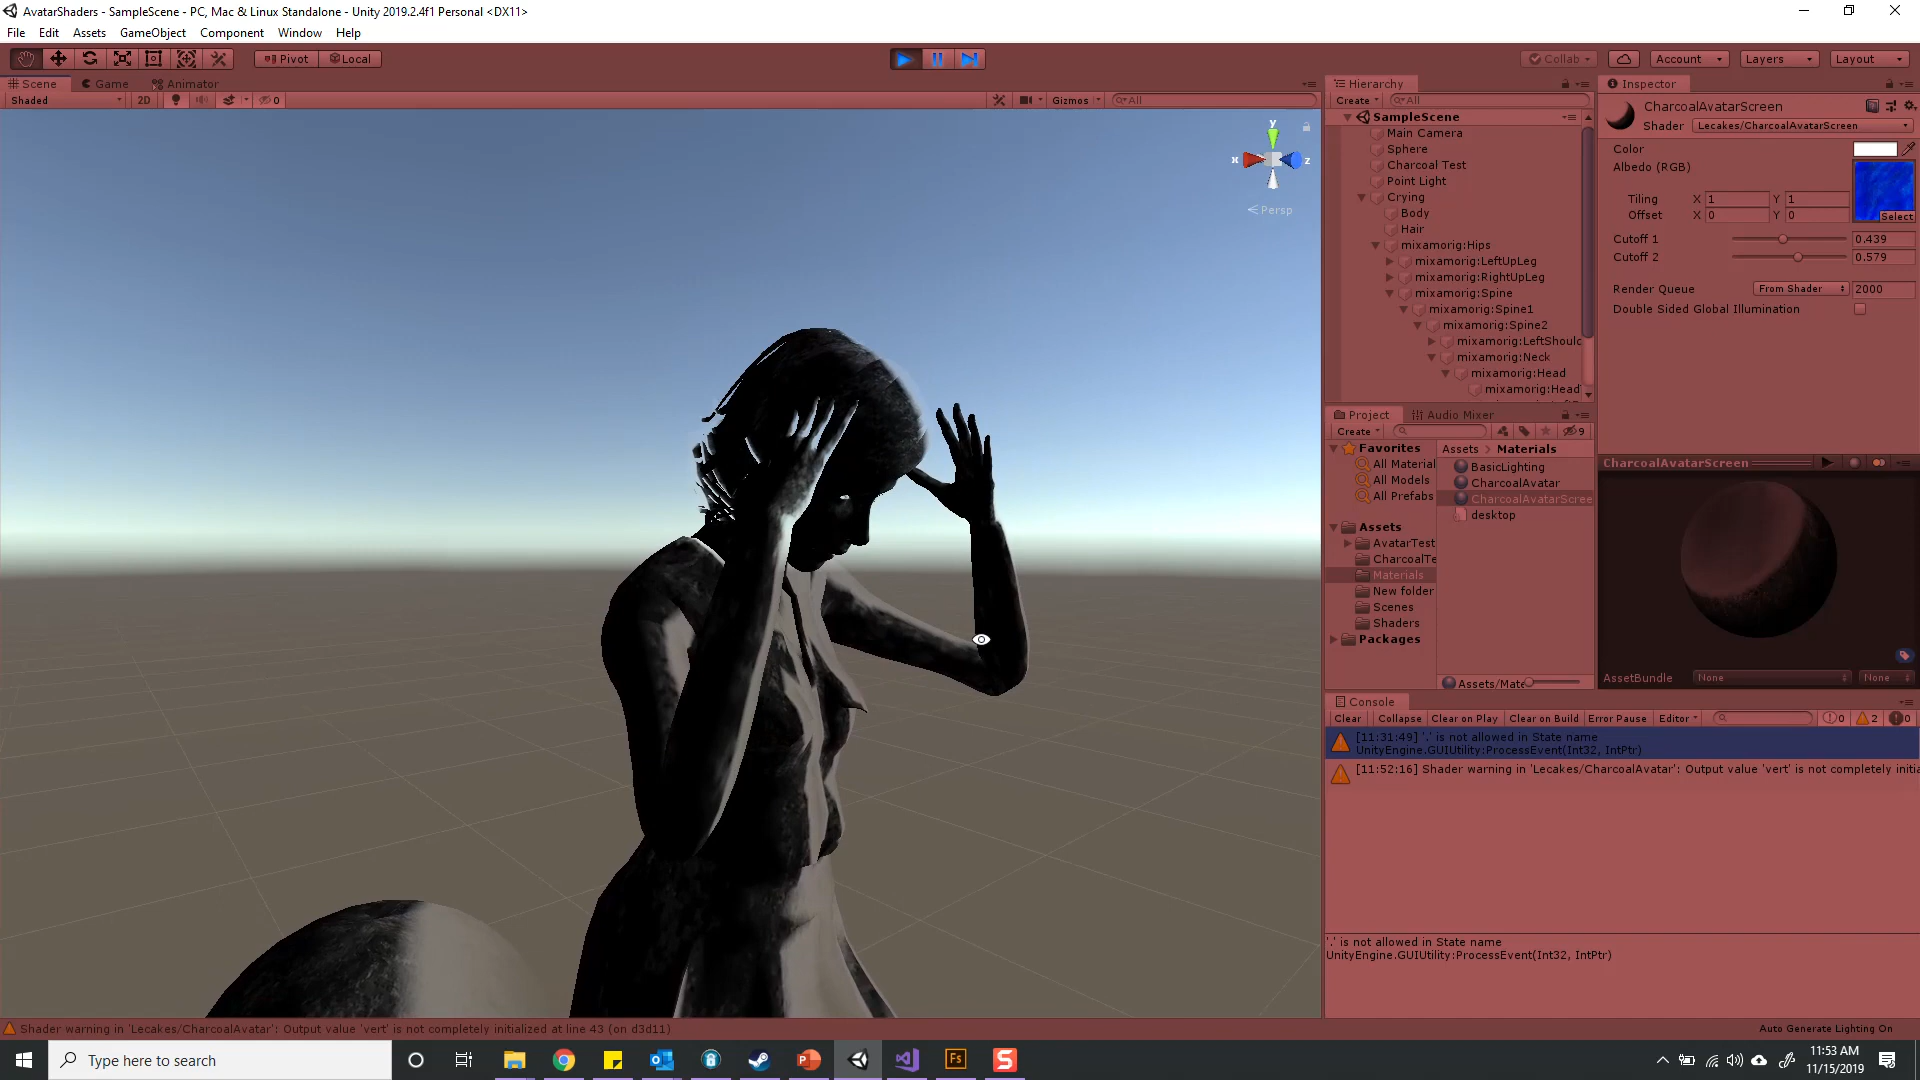 AvatarShaders - SampleScene - PC, Mac & Linux Standalone - Unity 2019.2.4f1 Personal <DX11>
File Edit Assets GameObject Component Window Help
Pivot Local Collab Account Layers Layout
Scene Game Animator
Shaded 2D 0 Gizmos All
y
x z
Persp
Hierarchy
Create All
SampleScene
Main Camera
Sphere
Charcoal Test
Point Light
Crying
Body
Hair
mixamorig:Hips
mixamorig:LeftUpLeg
mixamorig:RightUpLeg
mixamorig:Spine
mixamorig:Spine1
mixamorig:Spine2
mixamorig:LeftShoulc
mixamorig:Neck
mixamorig:Head
mixamorig:Head
Project Audio Mixer
Create 9
Favorites
All Material
All Models
All Prefabs
Assets
AvatarTest
CharcoalTe
Materials
New folder
Scenes
Shaders
Packages
Assets Materials
BasicLighting
CharcoalAvatar
CharcoalAvatarScree
desktop
Assets/Mate
Inspector
CharcoalAvatarScreen
Shader Lecakes/CharcoalAvatarScreen
Color
Albedo (RGB)
Tiling X 1 Y 1
Offset X 0 Y 0
Select
Cutoff 1 0.439
Cutoff 2 0.579
Render Queue From Shader 2000
Double Sided Global Illumination
CharcoalAvatarScreen
AssetBundle None None
Console
Clear Collapse Clear on Play Clear on Build Error Pause Editor 0 2 0
[11:31:49] '.' is not allowed in State name
UnityEngine.GUIUtility:ProcessEvent(Int32, IntPtr)
[11:52:16] Shader warning in 'Lecakes/CharcoalAvatar': Output value 'vert' is not completely initia
'.' is not allowed in State name
UnityEngine.GUIUtility:ProcessEvent(Int32, IntPtr)
Shader warning in 'Lecakes/CharcoalAvatar': Output value 'vert' is not completely initialized at line 43 (on d3d11)
Auto Generate Lighting On
Type here to search
Fs
11:53 AM
11/15/2019